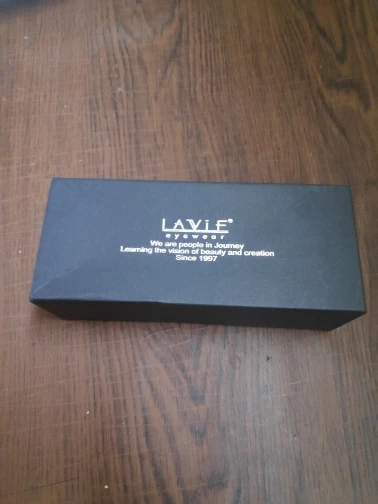 LAViE®
eyewear
We are people in Journey
Learning the vision of beauty and creation
Since 1997